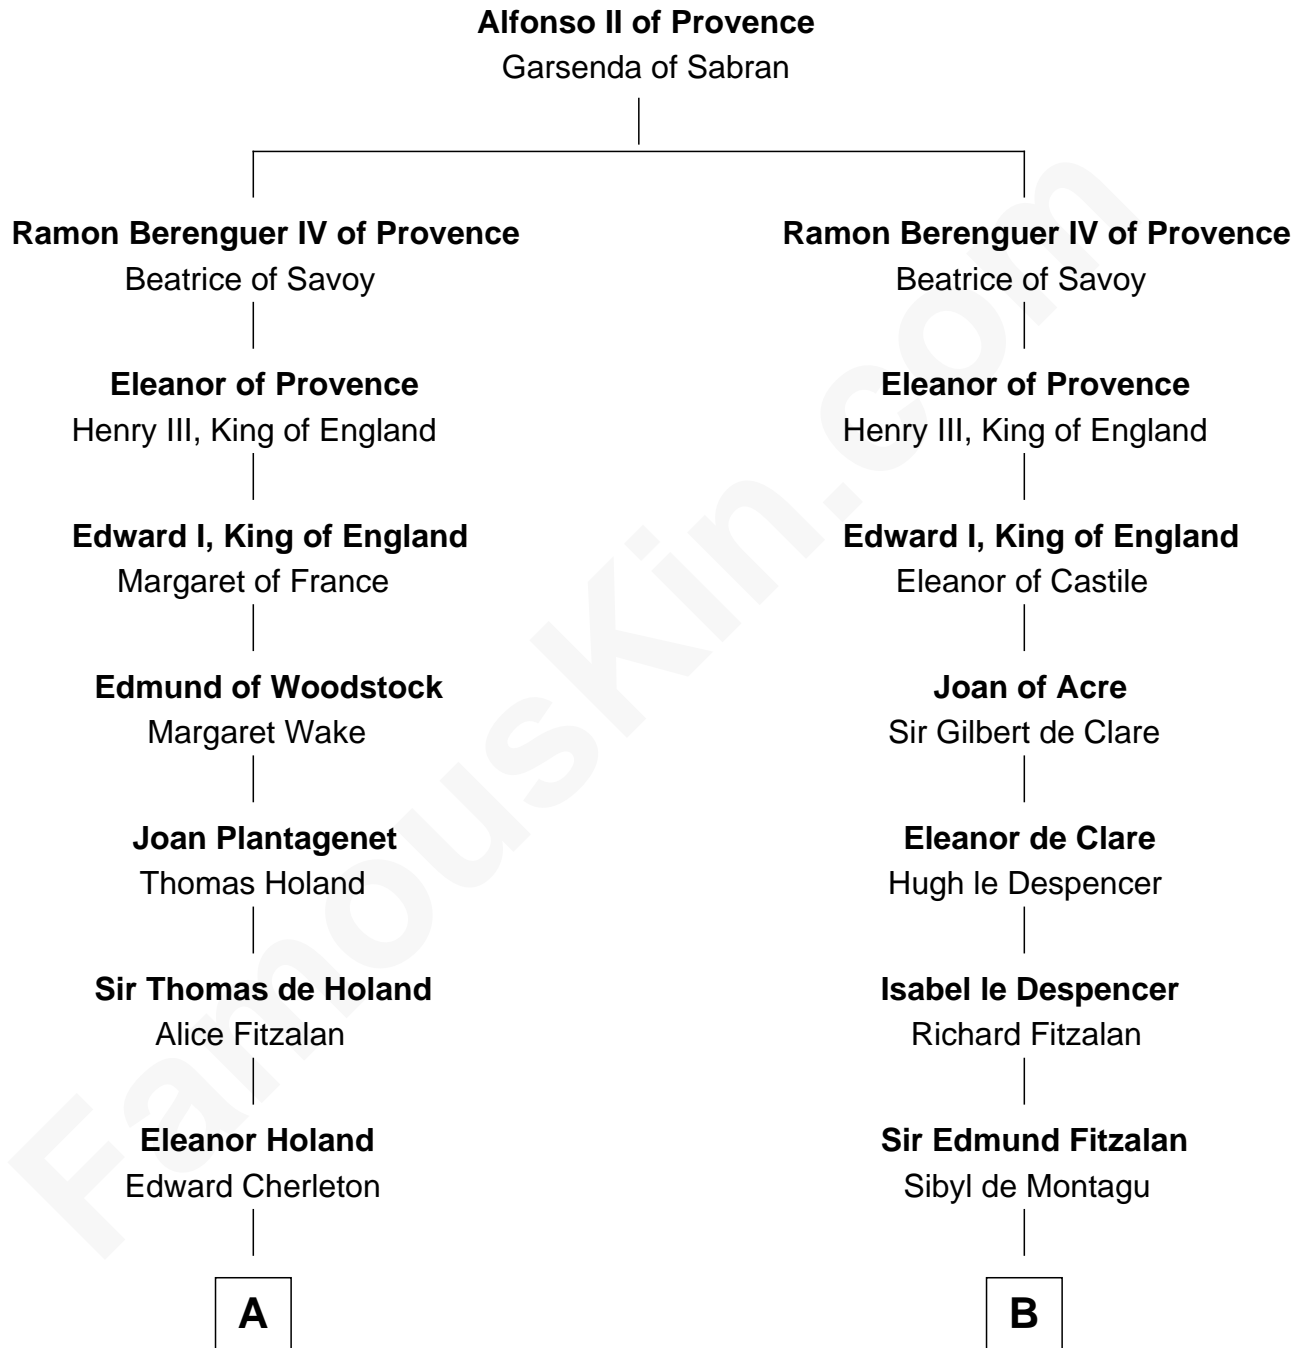 Alfonso II of Provence
Garsenda of Sabran
Ramon Berenguer IV of Provence
Beatrice of Savoy
Eleanor of Provence
Henry III, King of England
Edward I, King of England
Margaret of France
Edmund of Woodstock
Margaret Wake
Joan Plantagenet
Thomas Holand
Sir Thomas de Holand
Alice Fitzalan
Eleanor Holand
Edward Cherleton
A
Ramon Berenguer IV of Provence
Beatrice of Savoy
Eleanor of Provence
Henry III, King of England
Edward I, King of England
Eleanor of Castile
Joan of Acre
Sir Gilbert de Clare
Eleanor de Clare
Hugh le Despencer
Isabel le Despencer
Richard Fitzalan
Sir Edmund Fitzalan
Sibyl de Montagu
B
FamousKin.com